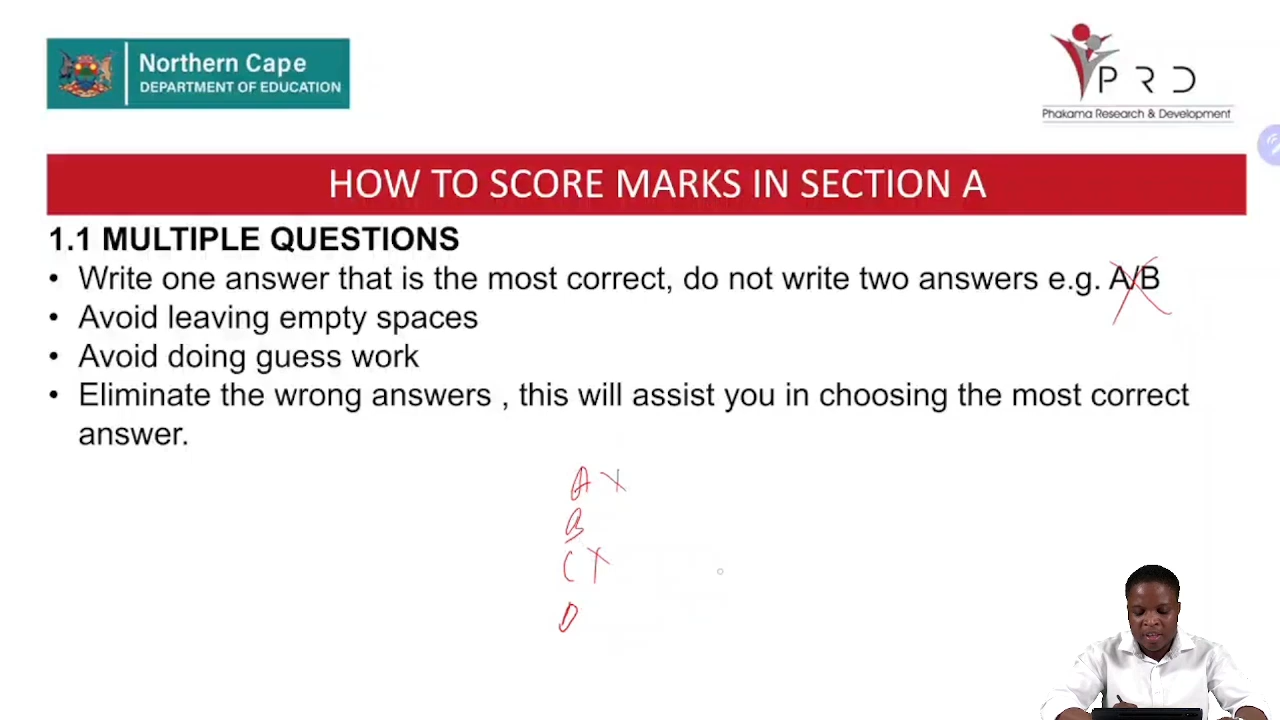 Northern Cape
DEPARTMENT OF EDUCATION
PRD
Phakama Research & Development
HOW TO SCORE MARKS IN SECTION A
1.1 MULTIPLE QUESTIONS
• Write one answer that is the most correct, do not write two answers e.g. A/B
• Avoid leaving empty spaces
• Avoid doing guess work
• Eliminate the wrong answers , this will assist you in choosing the most correct
answer.
A X
B
C X
D